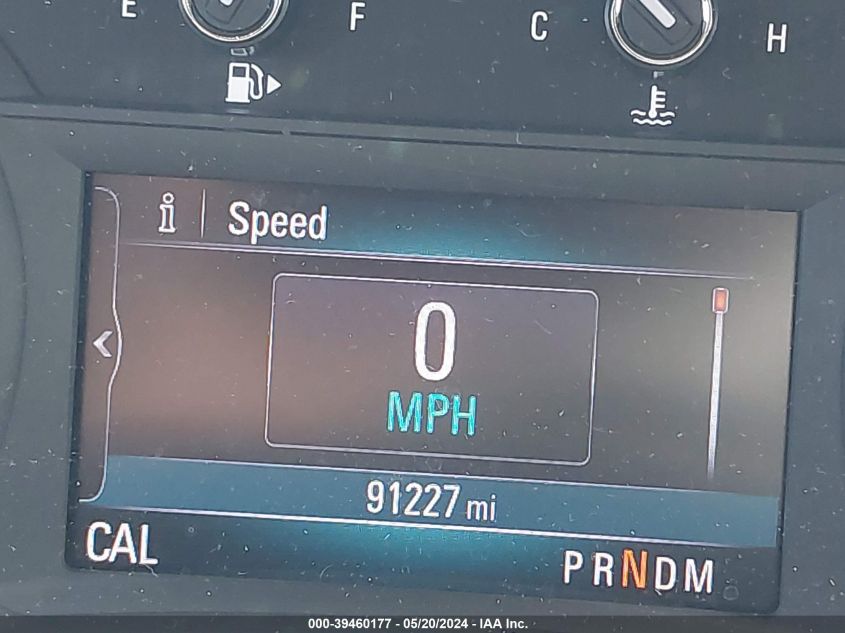 E F C H
i Speed
0
MPH
91227 mi
CAL PRNDM
000-39460177 - 05/20/2024 - IAA Inc.